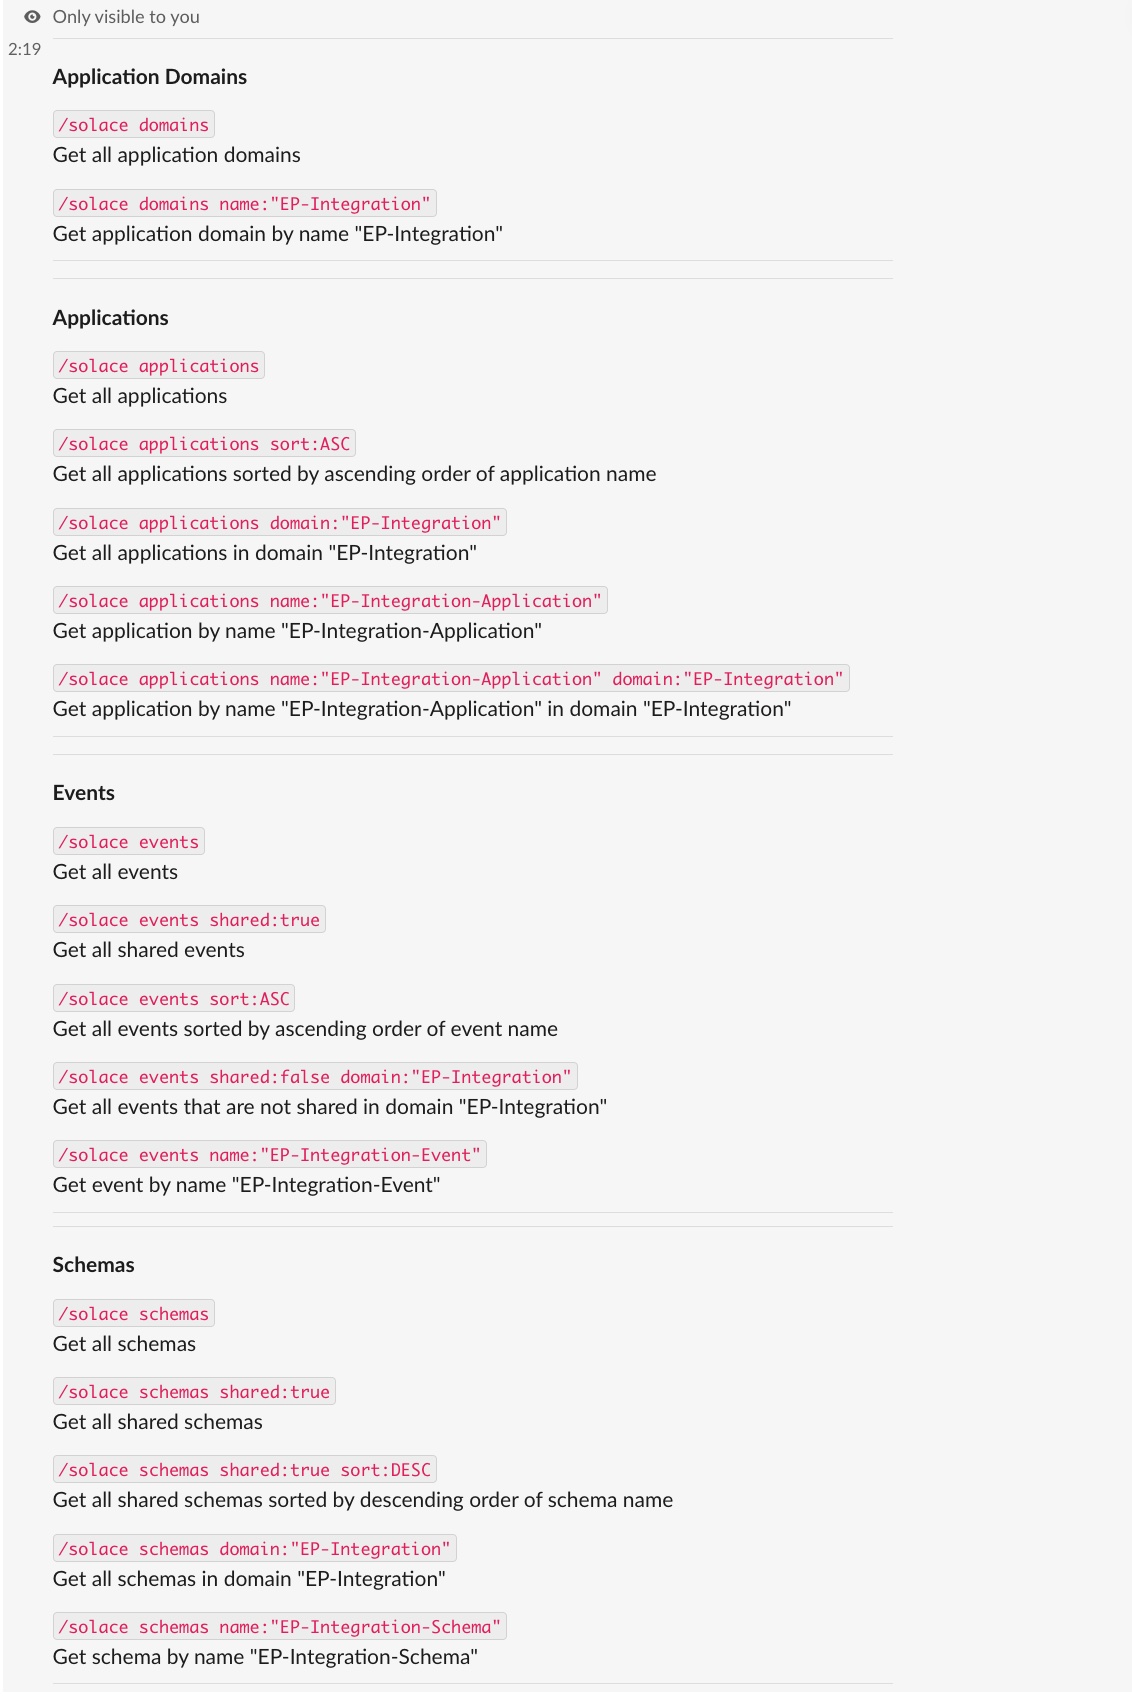 Only visible to you
2:19
Application Domains
/solace domains
Get all application domains
/solace domains name:"EP-Integration"
Get application domain by name "EP-Integration"
Applications
/solace applications
Get all applications
/solace applications sort:ASC
Get all applications sorted by ascending order of application name
/solace applications domain:"EP-Integration"
Get all applications in domain "EP-Integration"
/solace applications name:"EP-Integration-Application"
Get application by name "EP-Integration-Application"
/solace applications name:"EP-Integration-Application" domain:"EP-Integration"
Get application by name "EP-Integration-Application" in domain "EP-Integration"
Events
/solace events
Get all events
/solace events shared:true
Get all shared events
/solace events sort:ASC
Get all events sorted by ascending order of event name
/solace events shared:false domain:"EP-Integration"
Get all events that are not shared in domain "EP-Integration"
/solace events name:"EP-Integration-Event"
Get event by name "EP-Integration-Event"
Schemas
/solace schemas
Get all schemas
/solace schemas shared:true
Get all shared schemas
/solace schemas shared:true sort:DESC
Get all shared schemas sorted by descending order of schema name
/solace schemas domain:"EP-Integration"
Get all schemas in domain "EP-Integration"
/solace schemas name:"EP-Integration-Schema"
Get schema by name "EP-Integration-Schema"